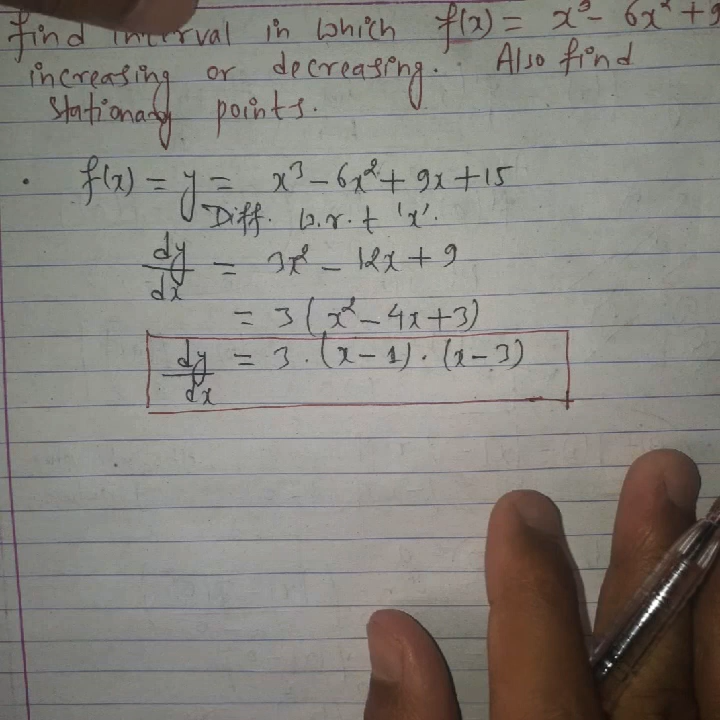 find interval in which f(x) = x³ - 6x² + 9
increasing or decreasing. Also find
stationary points.
f(x) = y = x³ - 6x² + 9x + 15
Diff. w.r.t 'x'.
dy/dx = 3x² - 12x + 9
= 3(x² - 4x + 3)
dy/dx = 3 . (x - 1) . (x - 3)